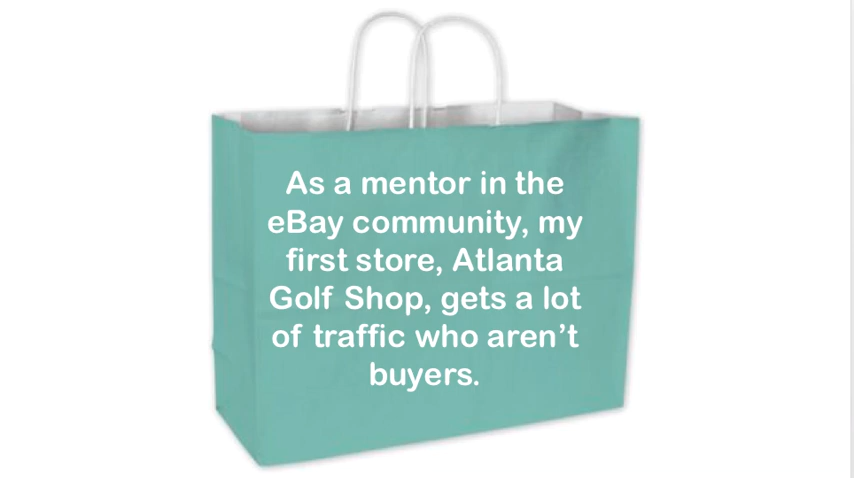 As a mentor in the
eBay community, my
first store, Atlanta
Golf Shop, gets a lot
of traffic who aren’t
buyers.